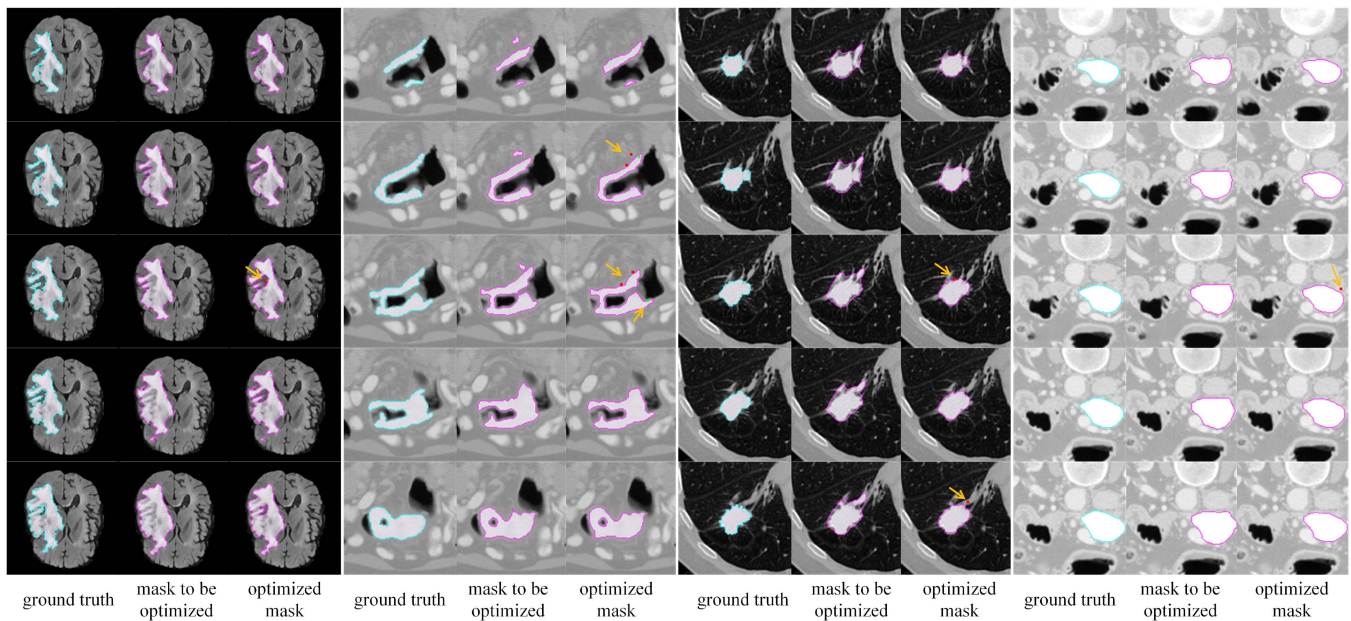 ground truth
mask to be
optimized
optimized
mask
ground truth
mask to be
optimized
optimized
mask
ground truth
mask to be
optimized
optimized
mask
ground truth
mask to be
optimized
optimized
mask